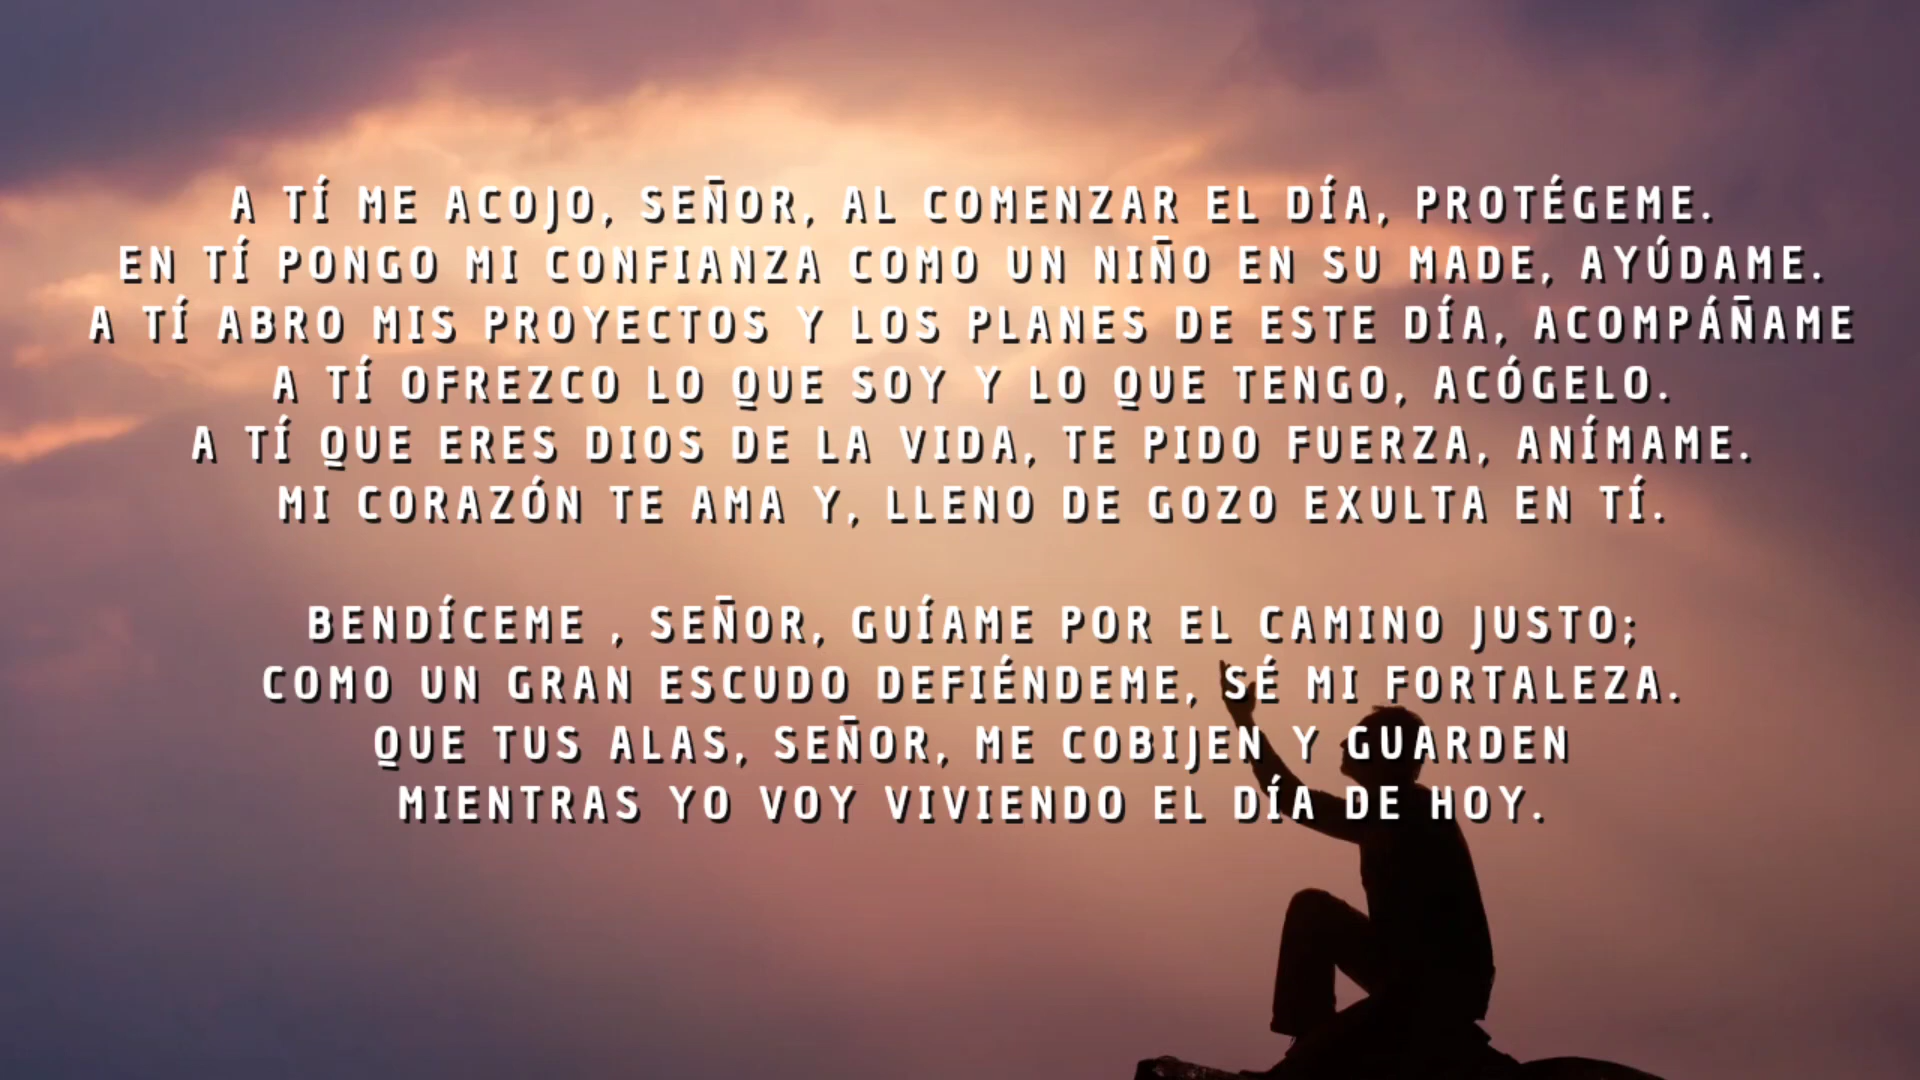 A TÍ ME ACOJO, SEÑOR, AL COMENZAR EL DÍA, PROTÉGEME.
EN TÍ PONGO MI CONFIANZA COMO UN NIÑO EN SU MADE, AYÚDAME.
A TÍ ABRO MIS PROYECTOS Y LOS PLANES DE ESTE DÍA, ACOMPÁÑAME
A TÍ OFREZCO LO QUE SOY Y LO QUE TENGO, ACÓGELO.
A TÍ QUE ERES DIOS DE LA VIDA, TE PIDO FUERZA, ANÍMAME.
MI CORAZÓN TE AMA Y, LLENO DE GOZO EXULTA EN TÍ.
BENDÍCEME , SEÑOR, GUÍAME POR EL CAMINO JUSTO;
COMO UN GRAN ESCUDO DEFIÉNDEME, SÉ MI FORTALEZA.
QUE TUS ALAS, SEÑOR, ME COBIJEN Y GUARDEN
MIENTRAS YO VOY VIVIENDO EL DÍA DE HOY.